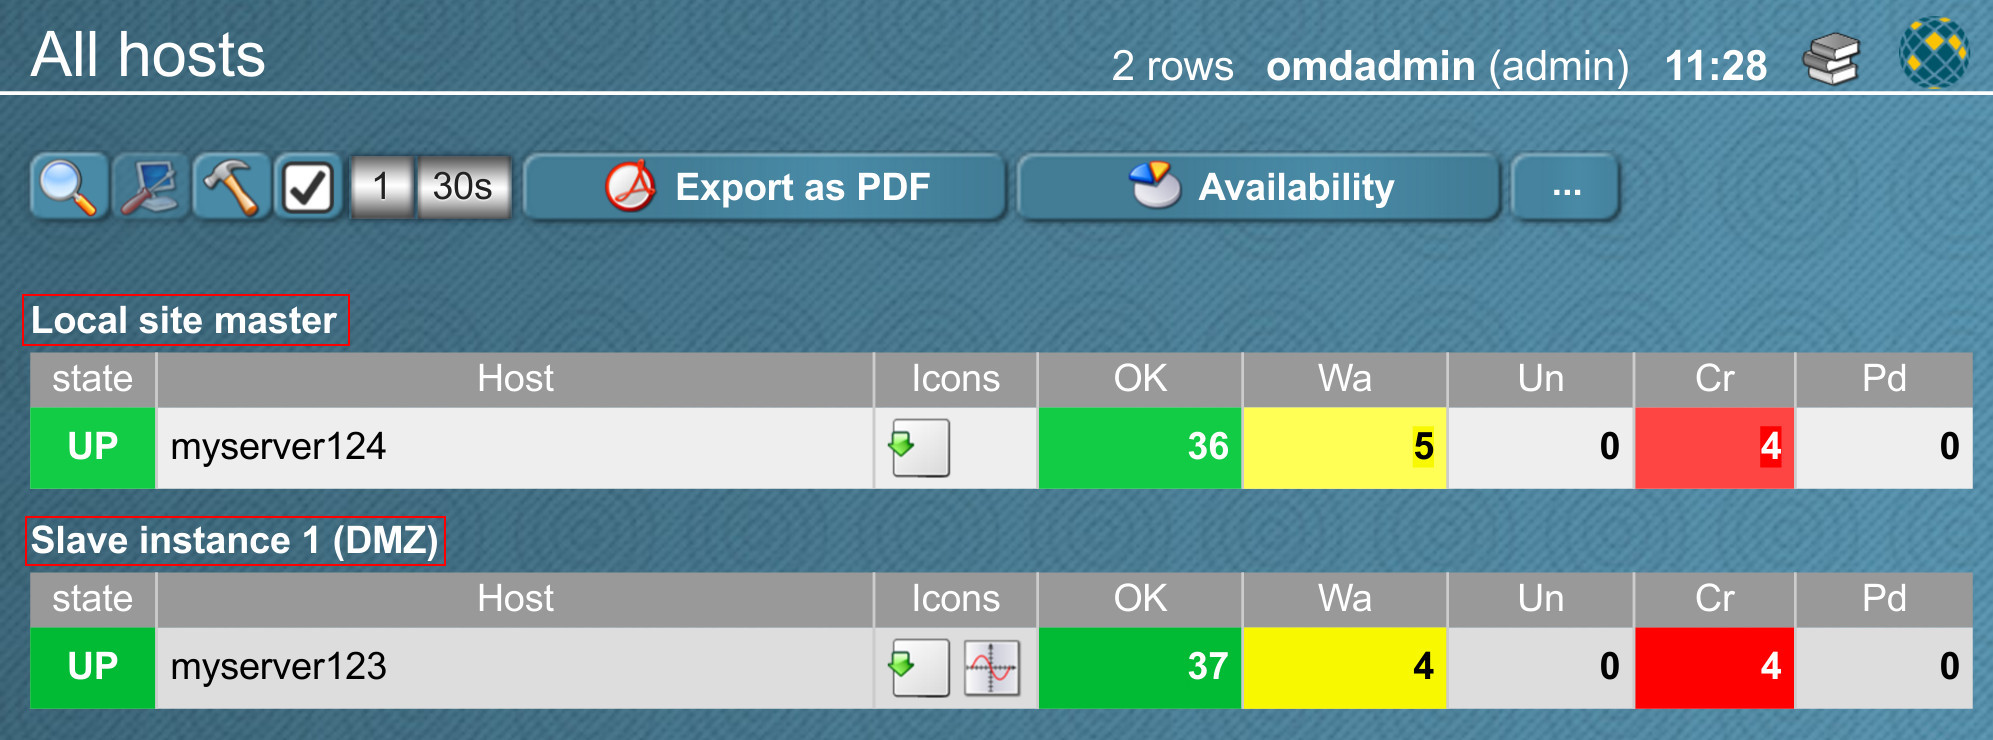 All hosts
2 rows omdadmin (admin) 11:28
1 30s Export as PDF Availability ...
Local site master
state Host Icons OK Wa Un Cr Pd
UP myserver124 36 5 0 4 0
Slave instance 1 (DMZ)
state Host Icons OK Wa Un Cr Pd
UP myserver123 37 4 0 4 0